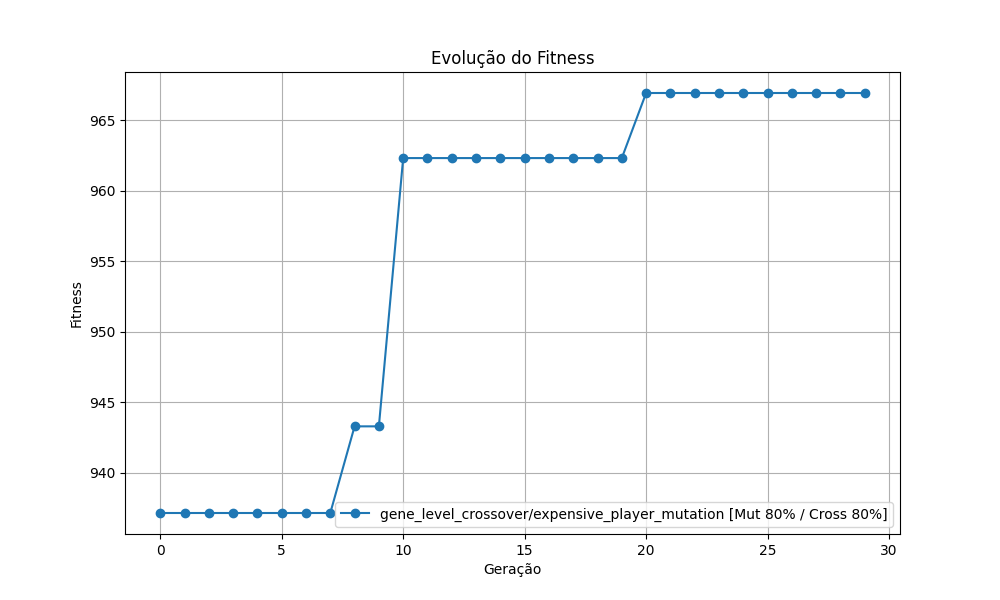 Evolução do Fitness
Fitness
965
960
955
950
945
940
gene_level_crossover/expensive_player_mutation [Mut 80% / Cross 80%]
0 5 10 15 20 25 30
Geração